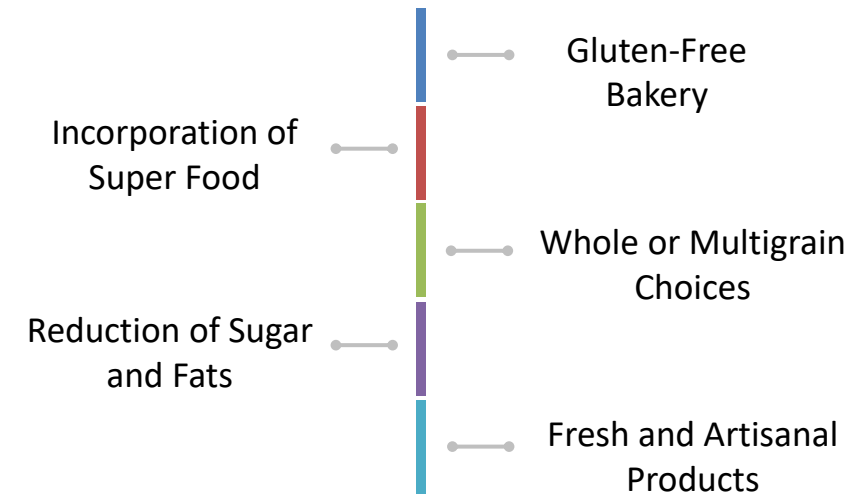 Gluten-Free
Bakery
Incorporation of
Super Food
Whole or Multigrain
Choices
Reduction of Sugar
and Fats
Fresh and Artisanal
Products